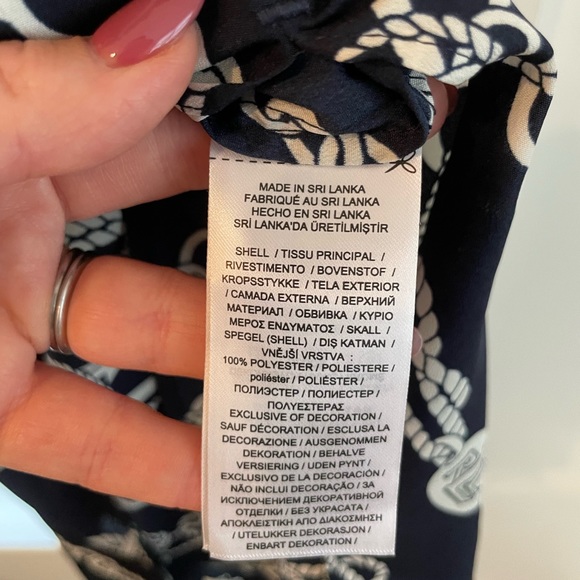 MADE IN SRI LANKA
FABRIQUÉ AU SRI LANKA
HECHO EN SRI LANKA
SRİ LANKA'DA ÜRETİLMİŞTİR
SHELL / TISSU PRINCIPAL /
RIVESTIMENTO / BOVENSTOF /
KROPSSTYKKE / TELA EXTERIOR
/ CAMADA EXTERNA / ВЕРХНИЙ
МАТЕРИАЛ / ОБВИВКА / ΚΥΡΙΟ
ΜΕΡΟΣ ΕΝΔΥΜΑΤΟΣ / SKALL /
SPEGEL (SHELL) / DIŞ KATMAN /
VNĚJŠÍ VRSTVA :
100% POLYESTER / POLIESTERE /
poliéster / POLIÉSTER /
ПОЛИЭСТЕР / ПОЛИЕСТЕР /
ΠΟΛΥΕΣΤΕΡΑΣ
EXCLUSIVE OF DECORATION /
SAUF DÉCORATION / ESCLUSA LA
DECORAZIONE / AUSGENOMMEN
DEKORATION / BEHALVE
VERSIERING / UDEN PYNT /
EXCLUSIVO DE LA DECORACIÓN /
NÃO INCLUI DECORAÇÃO / ЗА
ИСКЛЮЧЕНИЕМ ДЕКОРАТИВНОЙ
ОТДЕЛКИ / БЕЗ УКРАСАТА /
ΑΠΟΚΛΕΙΣΤΙΚΗ ΑΠΟ ΔΙΑΚΟΣΜΗΣΗ
/ UTELUKKER DEKORASJON /
ENBART DEKORATION /